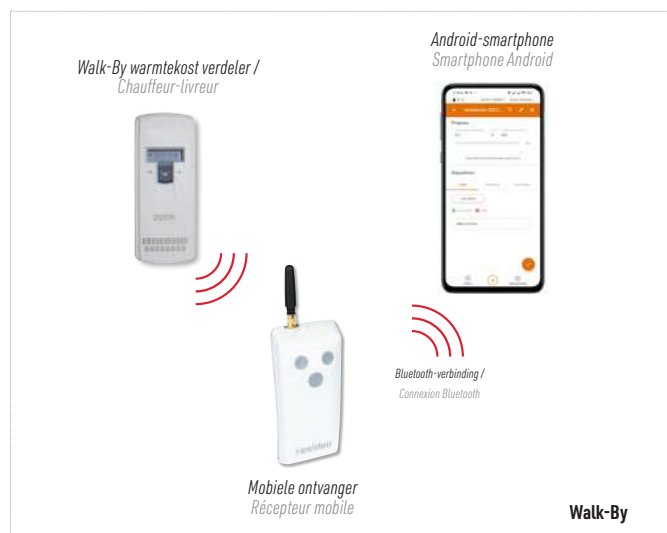 Walk-By warmtekost verdeler /
Chauffeur-livreur
Android-smartphone
Smartphone Android
Bluetooth-verbinding /
Connexion Bluetooth
Mobiele ontvanger
Récepteur mobile
Walk-By